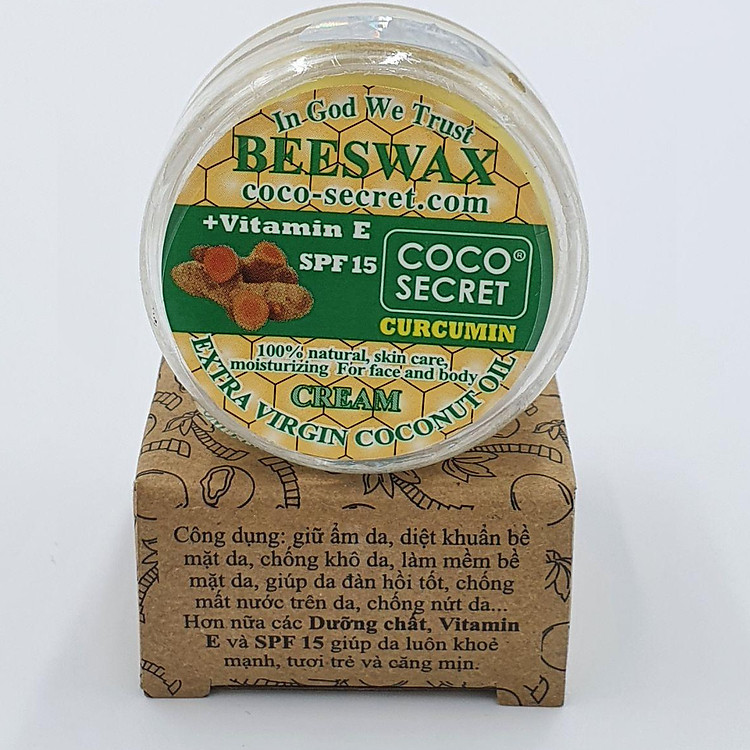 In God We Trust
BEESWAX
coco-secret.com
+Vitamin E
SPF 15
COCO®
SECRET
CURCUMIN
100% natural, skin care,
moisturizing For face and body
CREAM
EXTRA VIRGIN COCONUT OIL
Công dụng: giữ ẩm da, diệt khuẩn bề
mặt da, chống khô da, làm mềm bề
mặt da, giúp da đàn hồi tốt, chống
mất nước trên da, chống nứt da...
Hơn nữa các Dưỡng chất, Vitamin
E và SPF 15 giúp da luôn khoẻ
mạnh, tươi trẻ và căng mịn.